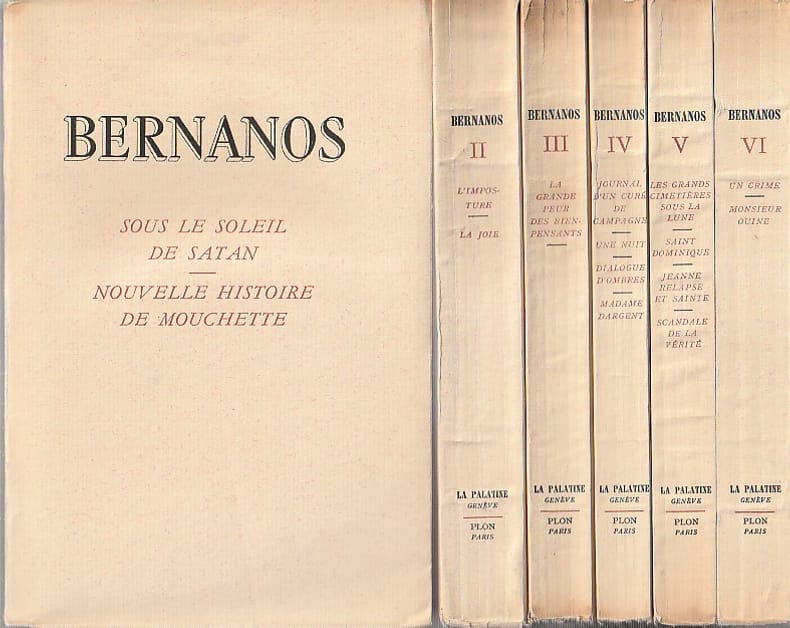 BERNANOS
SOUS LE SOLEIL
DE SATAN
NOUVELLE HISTOIRE
DE MOUCHETTE
BERNANOS
II
L'IMPOS-
TURE
LA JOIE
LA PALATINE
GENÈVE
PLON
PARIS
BERNANOS
III
LA
GRANDE
PEUR
DES BIEN-
PENSANTS
LA PALATINE
GENÈVE
PLON
PARIS
BERNANOS
IV
JOURNAL
D'UN CURÉ
DE
CAMPAGNE
UNE NUIT
DIALOGUE
D'OMBRES
MADAME
DARGENT
LA PALATINE
GENÈVE
PLON
PARIS
BERNANOS
V
LES GRANDS
CIMETIÈRES
SOUS LA
LUNE
SAINT
DOMINIQUE
JEANNE
RELAPSE
ET SAINTE
SCANDALE
DE LA
VÉRITÉ
LA PALATINE
GENÈVE
PLON
PARIS
BERNANOS
VI
UN CRIME
MONSIEUR
OUINE
LA PALATINE
GENÈVE
PLON
PARIS